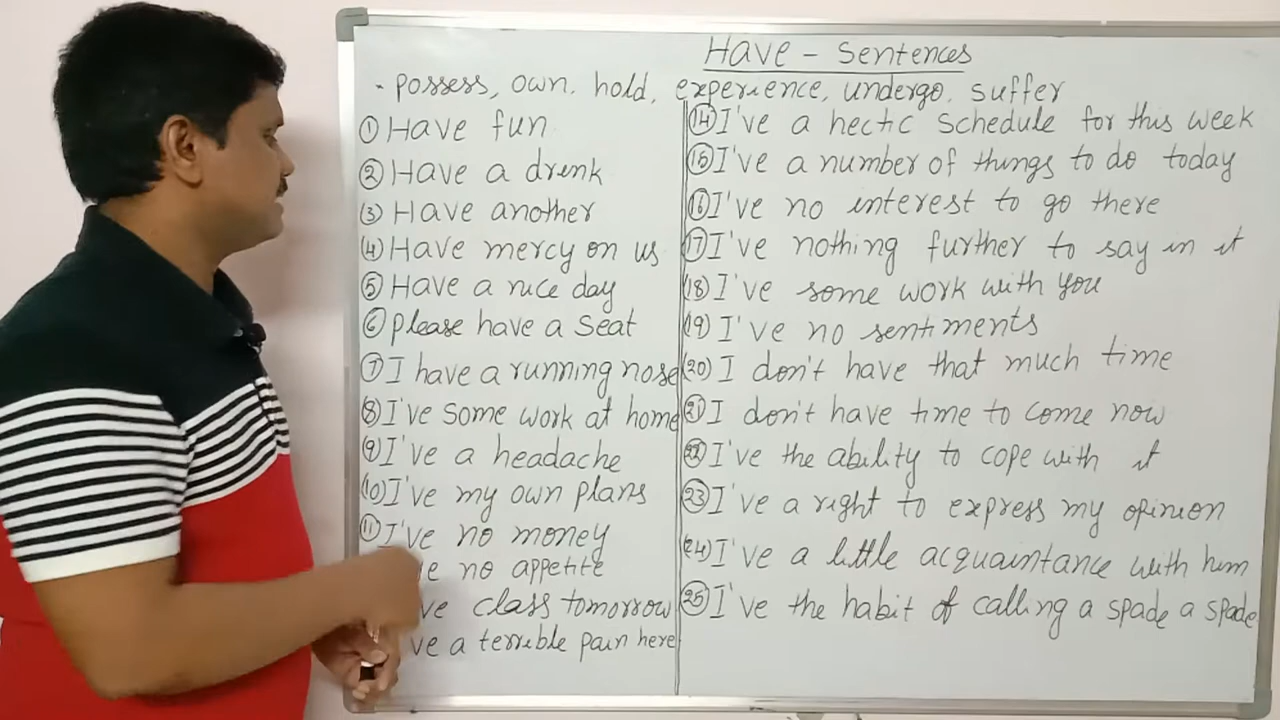 Have - Sentences
- possess, own, hold, experience, undergo, suffer
① Have fun
② Have a drink
③ Have another
④ Have mercy on us
⑤ Have a nice day
⑥ please have a seat
⑦ I have a running nose
⑧ I've some work at home
⑨ I've a headache
⑩ I've my own plans
⑪ I've no money
've no appetite
've class tomorrow
've a terrible pain here
⑭ I've a hectic schedule for this week
⑮ I've a number of things to do today
⑯ I've no interest to go there
⑰ I've nothing further to say in it
⑱ I've some work with you
⑲ I've no sentiments
⑳ I don't have that much time
㉑ I don't have time to come now
㉒ I've the ability to cope with it
㉓ I've a right to express my opinion
㉔ I've a little acquaintance with him
㉕ I've the habit of calling a spade a spade